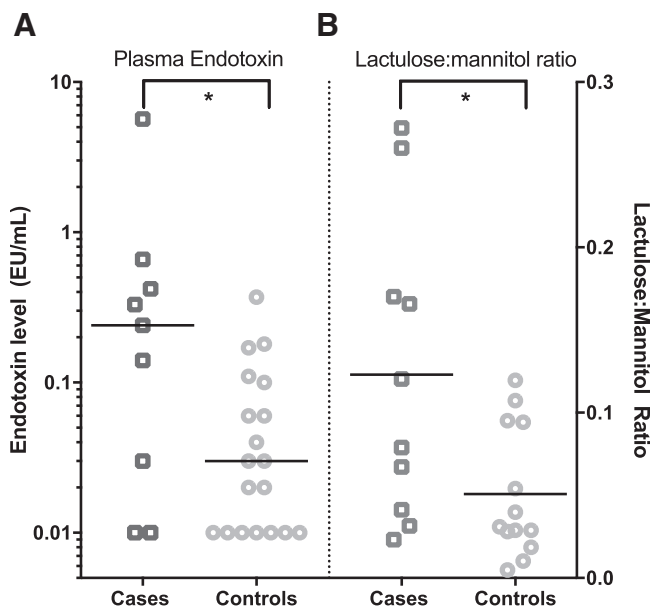 A
B
Plasma Endotoxin
Lactulose:mannitol ratio
*
*
10
1
0.1
0.01
Endotoxin level (EU/mL)
0.3
0.2
0.1
0.0
Lactulose:Mannitol Ratio
Cases
Controls
Cases
Controls